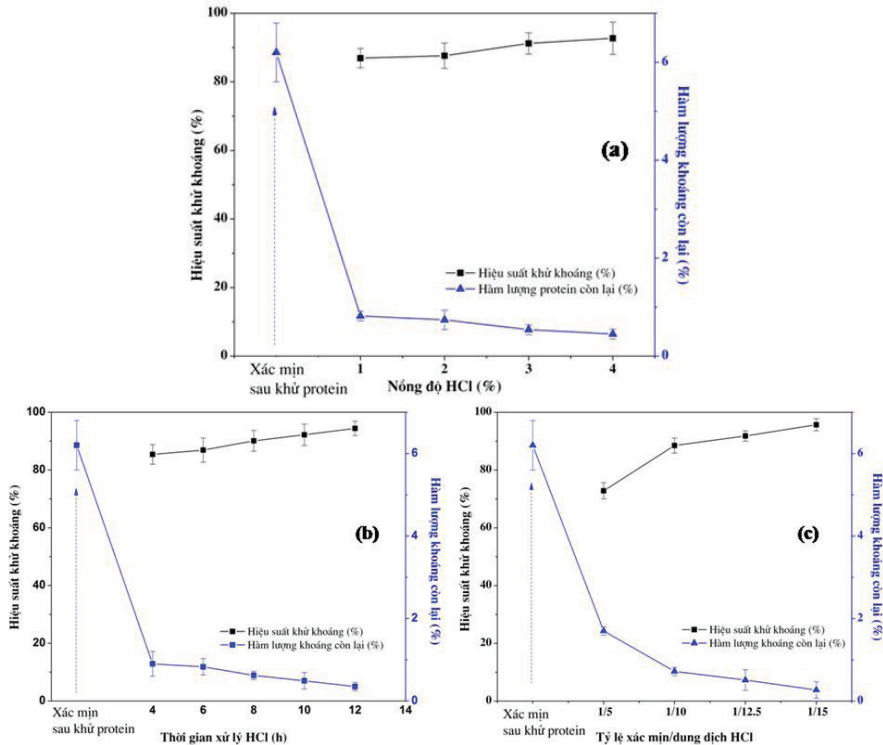 Hiệu suất khử khoáng (%)
100
80
60
40
20
0
(a)
Hiệu suất khử khoáng (%)
Hàm lượng protein còn lại (%)
6
4
2
0
Hàm lượng khoáng còn lại (%)
Xác mịn
sau khử protein
1 2 3 4
Nồng độ HCl (%)
Hiệu suất khử khoáng (%)
100
80
60
40
20
0
(b)
Hiệu suất khử khoáng (%)
Hàm lượng khoáng còn lại (%)
6
4
2
0
Hàm lượng khoáng còn lại (%)
Xác mịn
sau khử protein
4 6 8 10 12 14
Thời gian xử lý HCl (h)
Hiệu suất khử khoáng (%)
100
80
60
40
20
0
(c)
Hiệu suất khử khoáng (%)
Hàm lượng khoáng còn lại (%)
6
4
2
0
Hàm lượng khoáng còn lại (%)
Xác mịn
sau khử protein
1/5 1/10 1/12.5 1/15
Tỷ lệ xác mịn/dung dịch HCl